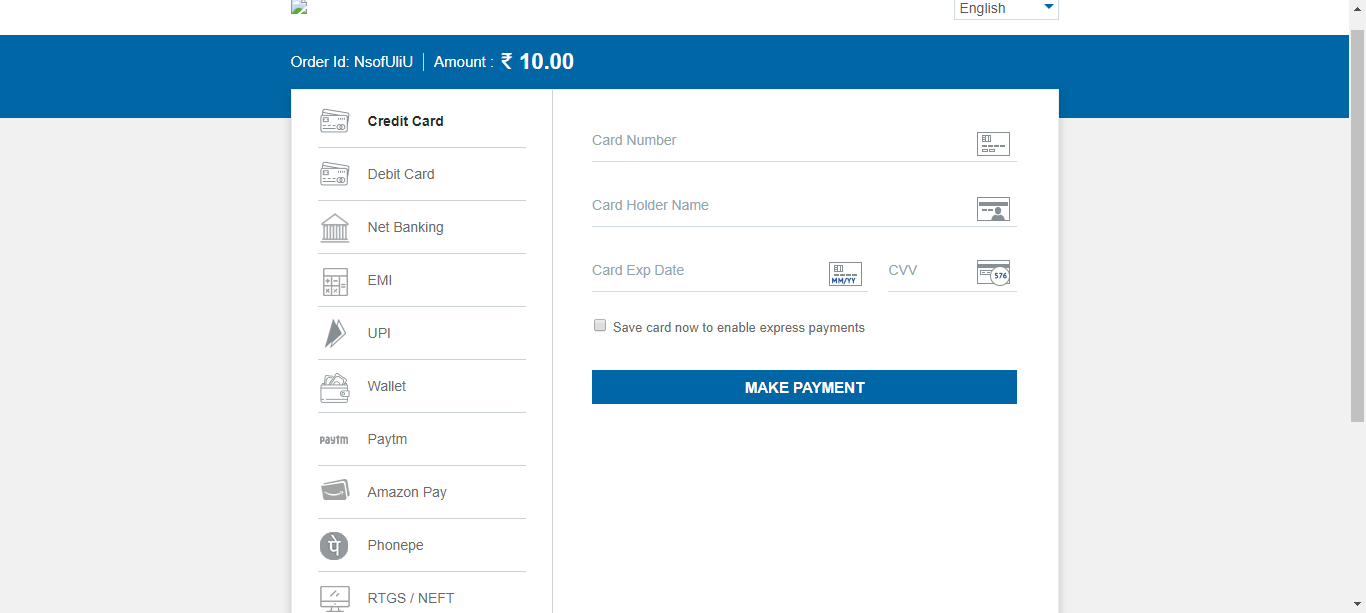 English
Order Id: NsofUliU Amount : ₹ 10.00
Credit Card
Debit Card
Net Banking
EMI
UPI
Wallet
paytm Paytm
Amazon Pay
पे Phonepe
RTGS / NEFT
Card Number
Card Holder Name
Card Exp Date
MM/YY
CVV
576
Save card now to enable express payments
MAKE PAYMENT